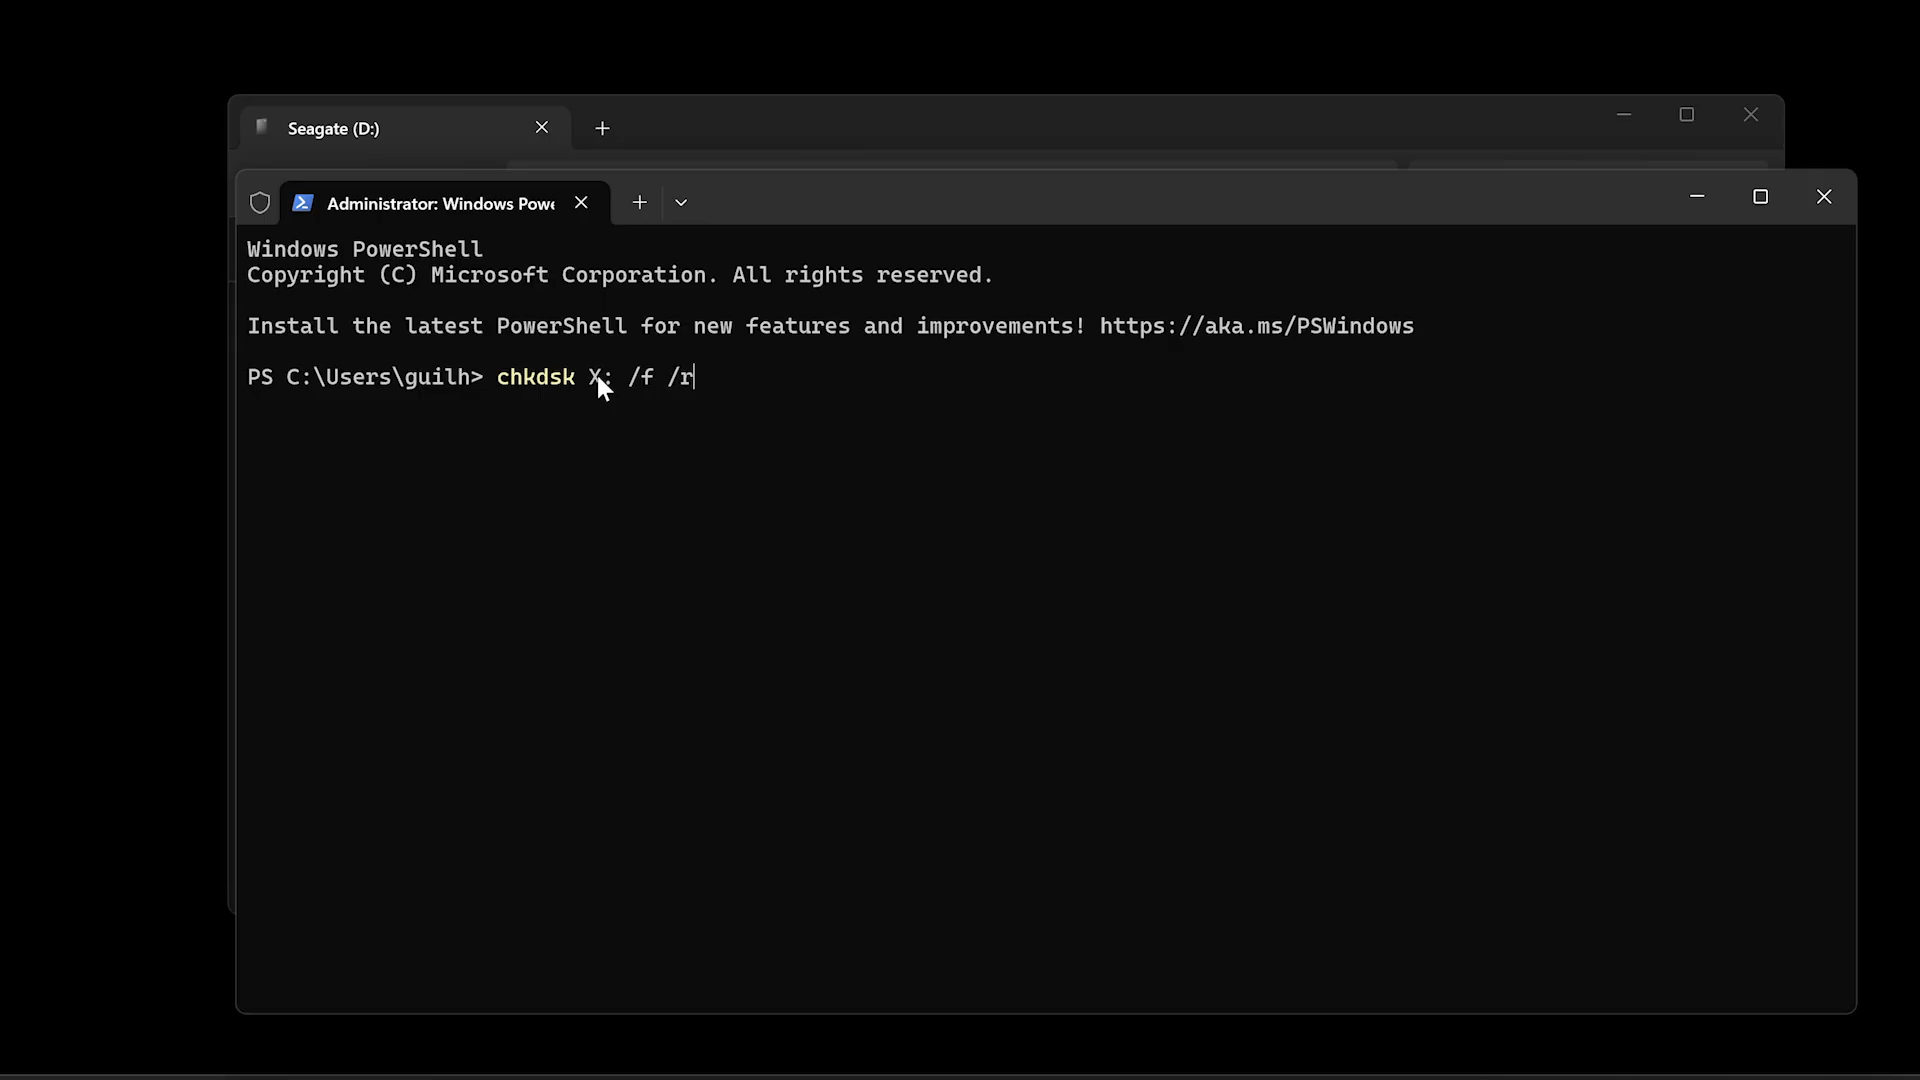 Seagate (D:)
Administrator: Windows Powe
Windows PowerShell
Copyright (C) Microsoft Corporation. All rights reserved.
Install the latest PowerShell for new features and improvements! https://aka.ms/PSWindows
PS C:\Users\guilh> chkdsk X: /f /r